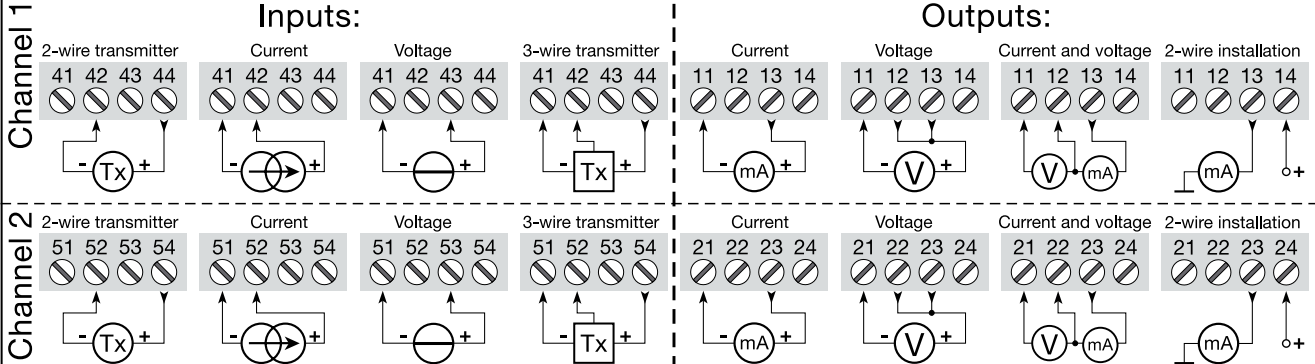 Channel 1
Inputs:
Outputs:
2-wire transmitter Current Voltage 3-wire transmitter Current Voltage Current and voltage 2-wire installation
41 42 43 44 41 42 43 44 41 42 43 44 41 42 43 44 11 12 13 14 11 12 13 14 11 12 13 14 11 12 13 14
- Tx + - + - + - Tx + - mA + - V + V mA mA +
Channel 2
2-wire transmitter Current Voltage 3-wire transmitter Current Voltage Current and voltage 2-wire installation
51 52 53 54 51 52 53 54 51 52 53 54 51 52 53 54 21 22 23 24 21 22 23 24 21 22 23 24 21 22 23 24
- Tx + - + - + - Tx + - mA + - V + V mA mA +